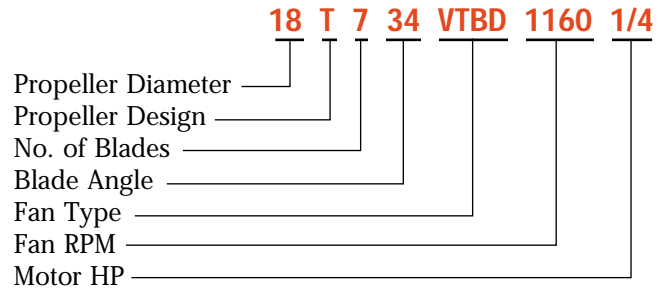 18 T 7 34 VTBD 1160 1/4
Propeller Diameter
Propeller Design
No. of Blades
Blade Angle
Fan Type
Fan RPM
Motor HP